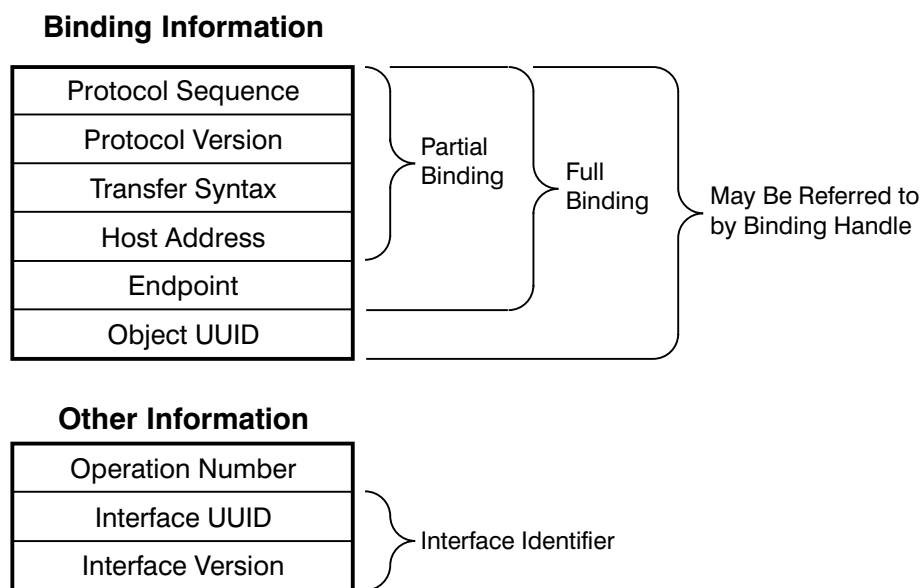 Binding Information
Protocol Sequence
Protocol Version
Transfer Syntax
Host Address
Endpoint
Object UUID
Partial
Binding
Full
Binding
May Be Referred to
by Binding Handle
Other Information
Operation Number
Interface UUID
Interface Version
Interface Identifier